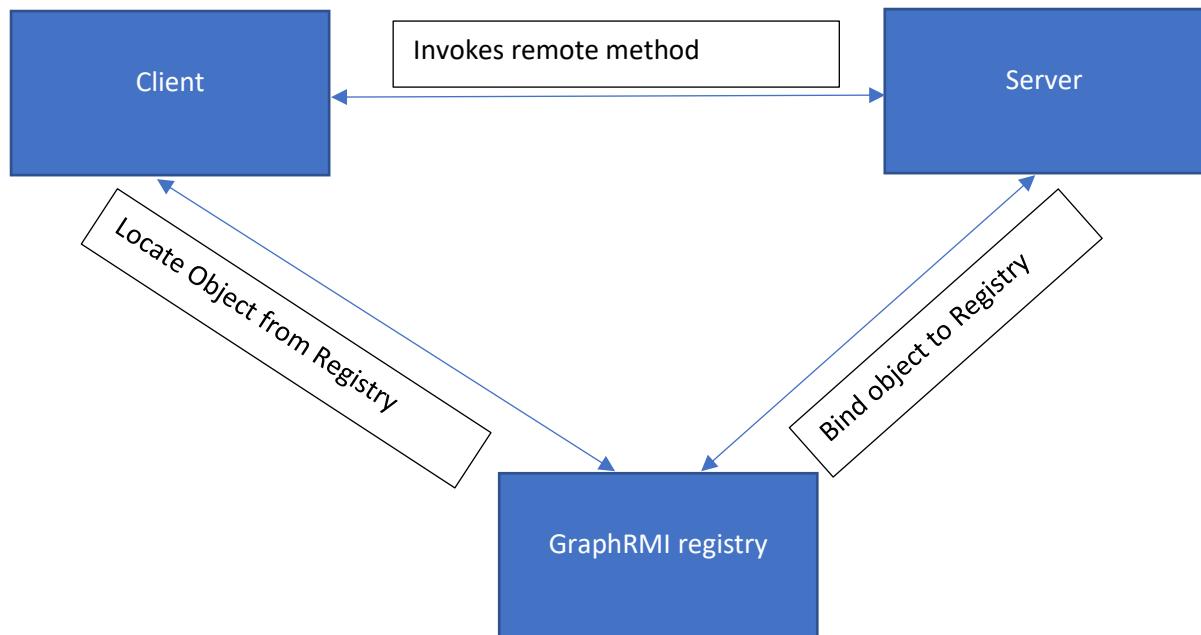 Invokes remote method
Client
Server
Locate Object from Registry
Bind object to Registry
GraphRMI registry